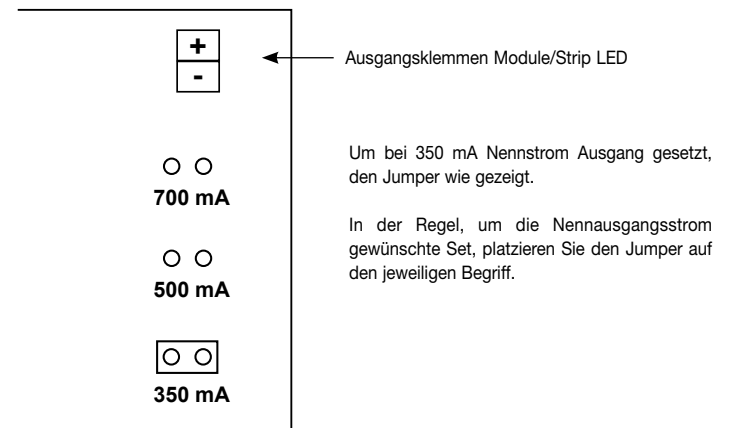 +
-
Ausgangsklemmen Module/Strip LED
700 mA
500 mA
350 mA
Um bei 350 mA Nennstrom Ausgang gesetzt,
den Jumper wie gezeigt.
In der Regel, um die Nennausgangsstrom
gewünschte Set, platzieren Sie den Jumper auf
den jeweiligen Begriff.